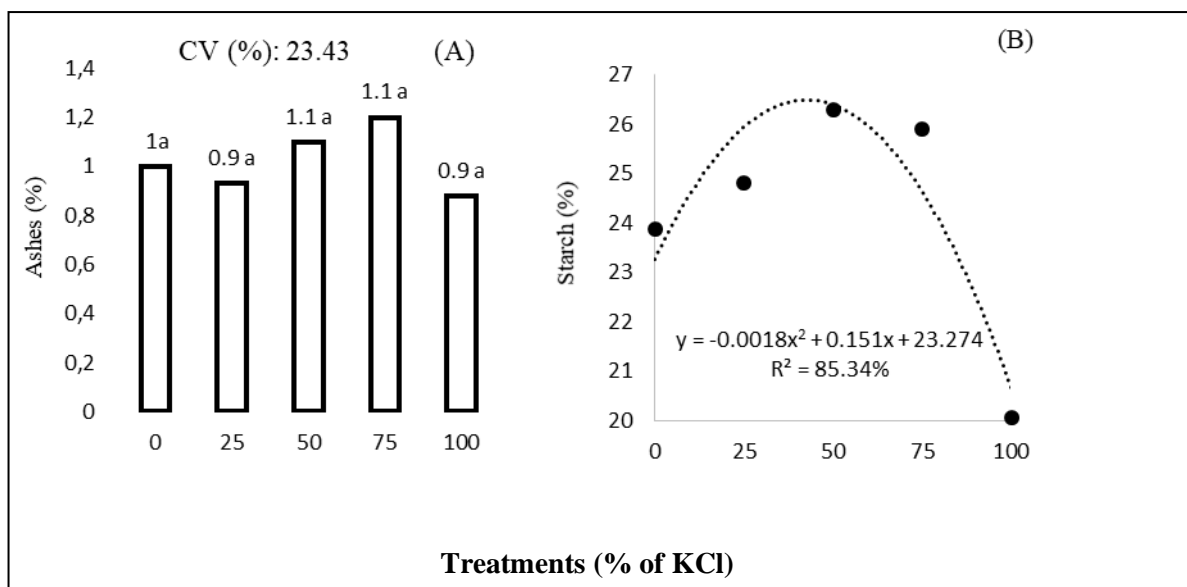 CV (%): 23.43
(A)
Ashes (%)
1,4
1,2
1
0,8
0,6
0,4
0,2
0
1a
0.9 a
1.1 a
1.1 a
0.9 a
0 25 50 75 100
(B)
Starch (%)
27
26
25
24
23
22
21
20
y = -0.0018x² + 0.151x + 23.274
R² = 85.34%
0 25 50 75 100
Treatments (% of KCl)